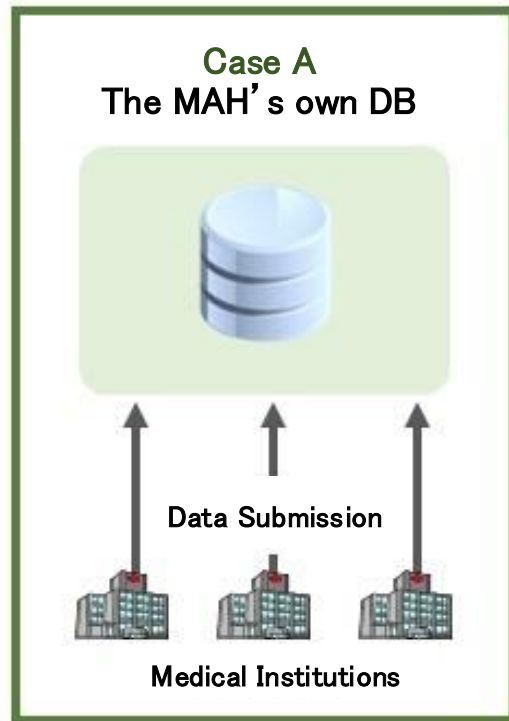 Case A
The MAH’s own DB
Data Submission
Medical Institutions